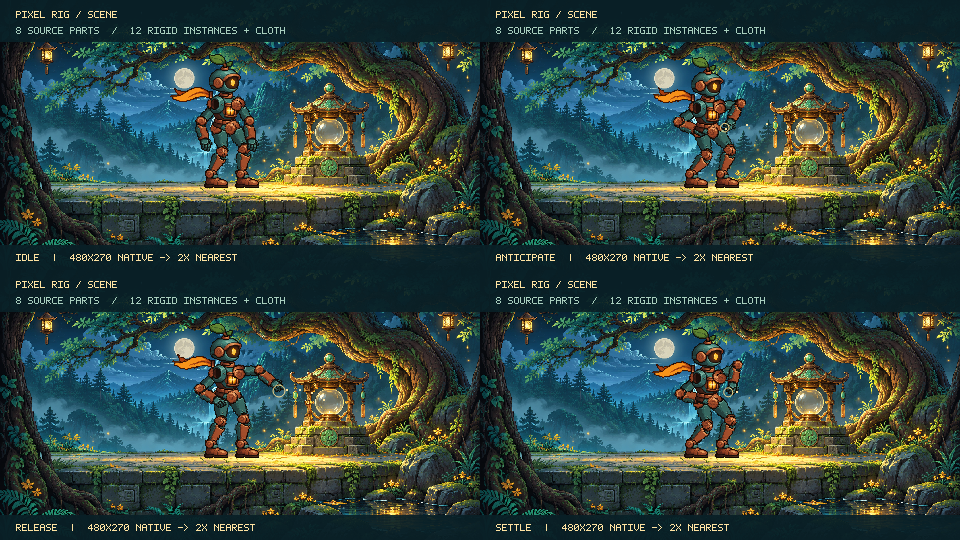 PIXEL RIG / SCENE
8 SOURCE PARTS / 12 RIGID INSTANCES + CLOTH
IDLE | 480X270 NATIVE -> 2X NEAREST
PIXEL RIG / SCENE
8 SOURCE PARTS / 12 RIGID INSTANCES + CLOTH
ANTICIPATE | 480X270 NATIVE -> 2X NEAREST
PIXEL RIG / SCENE
8 SOURCE PARTS / 12 RIGID INSTANCES + CLOTH
RELEASE | 480X270 NATIVE -> 2X NEAREST
PIXEL RIG / SCENE
8 SOURCE PARTS / 12 RIGID INSTANCES + CLOTH
SETTLE | 480X270 NATIVE -> 2X NEAREST